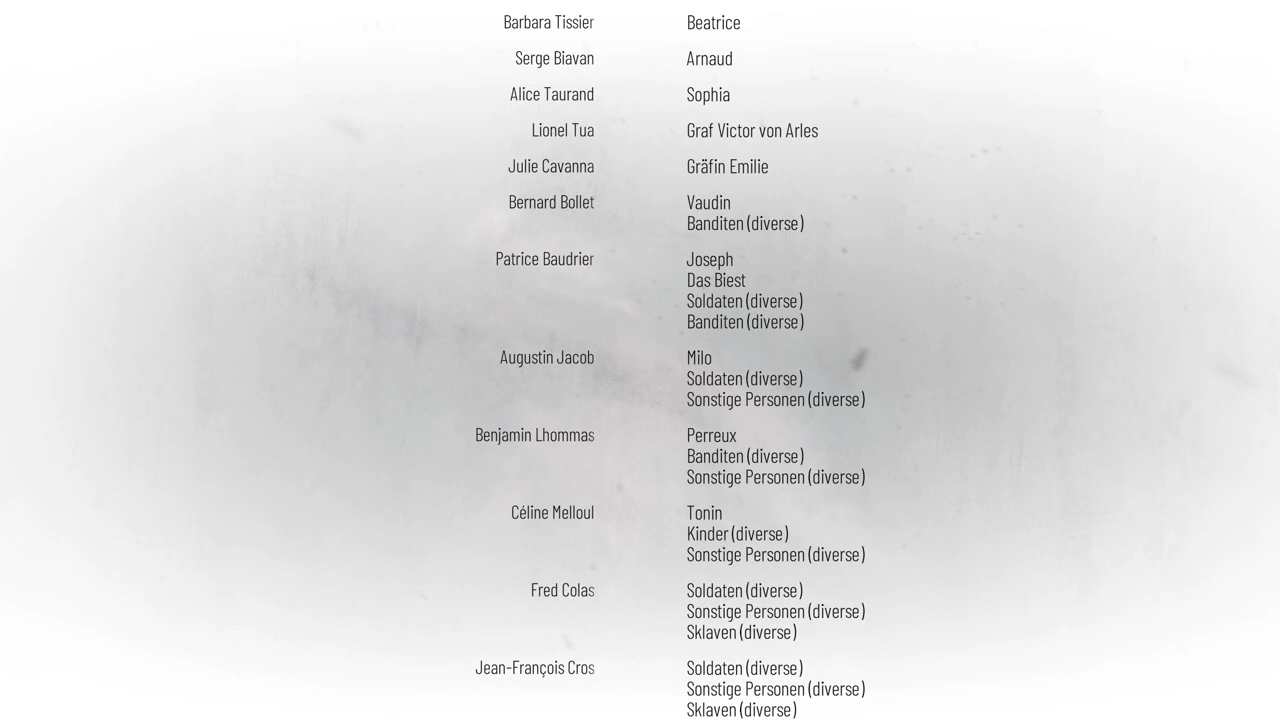 Barbara Tissier Beatrice
Serge Biavan Arnaud
Alice Taurand Sophia
Lionel Tua Graf Victor von Arles
Julie Cavanna Gräfin Emilie
Bernard Bollet Vaudin
Banditen (diverse)
Patrice Baudrier Joseph
Das Biest
Soldaten (diverse)
Banditen (diverse)
Augustin Jacob Milo
Soldaten (diverse)
Sonstige Personen (diverse)
Benjamin Lhommas Perreux
Banditen (diverse)
Sonstige Personen (diverse)
Céline Melloul Tonin
Kinder (diverse)
Sonstige Personen (diverse)
Fred Colas Soldaten (diverse)
Sonstige Personen (diverse)
Sklaven (diverse)
Jean-François Cros Soldaten (diverse)
Sonstige Personen (diverse)
Sklaven (diverse)